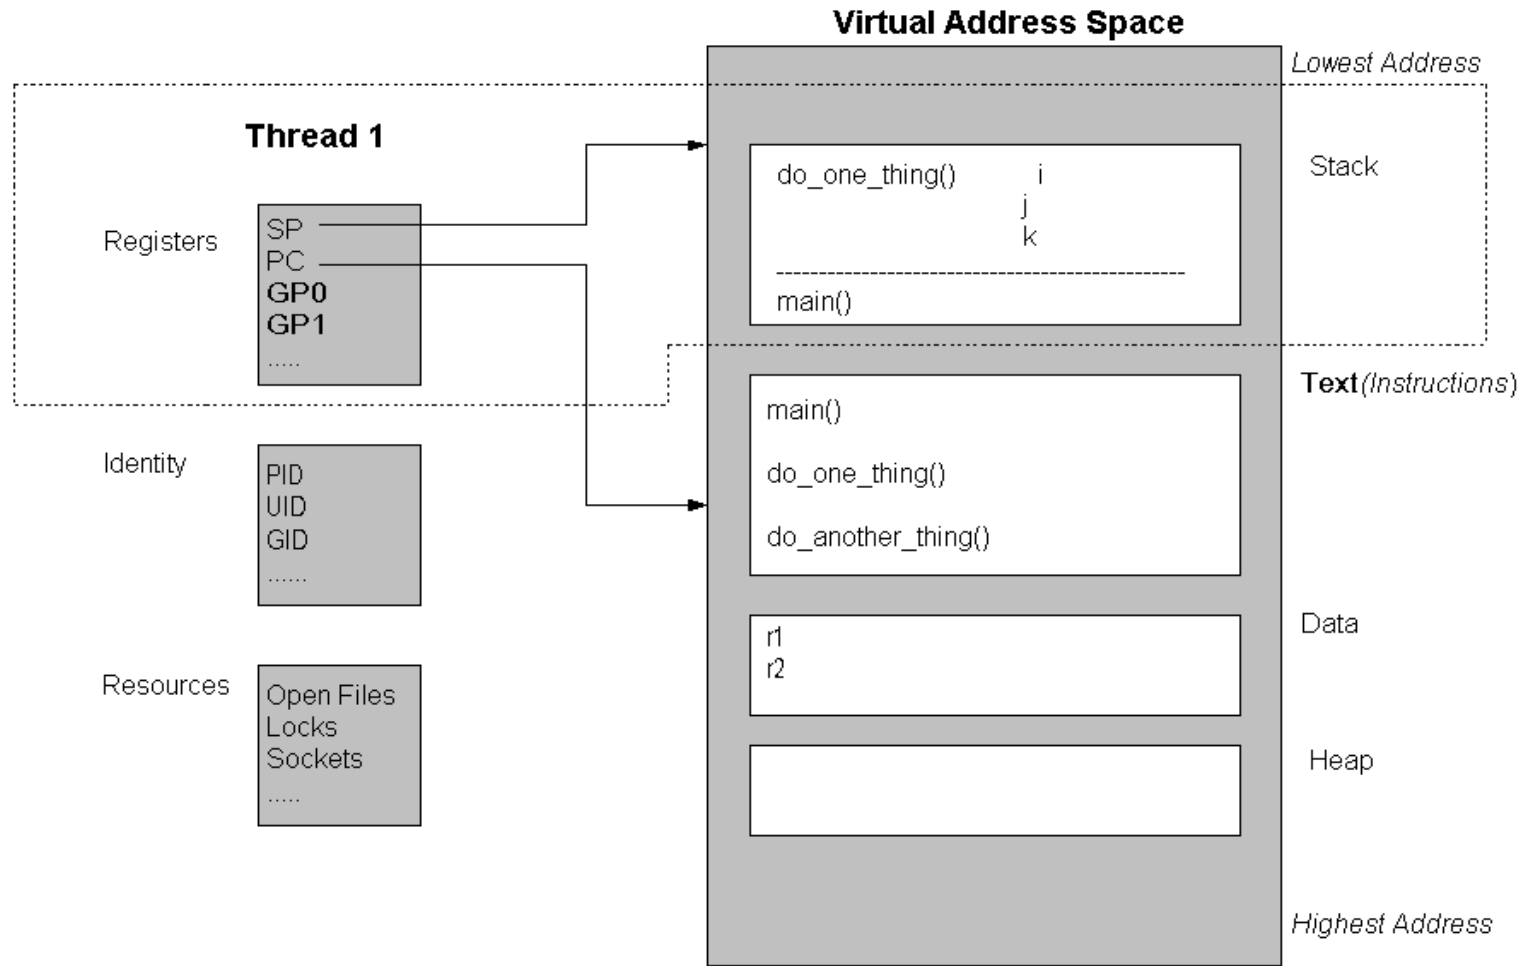 Virtual Address Space
Lowest Address
Thread 1
Registers
SP
PC
GP0
GP1
.....
do_one_thing() i
j
k
--------------------------------------------------
main()
Stack
Text(Instructions)
main()
do_one_thing()
do_another_thing()
Identity
PID
UID
GID
......
Data
r1
r2
Resources
Open Files
Locks
Sockets
.....
Heap
Highest Address